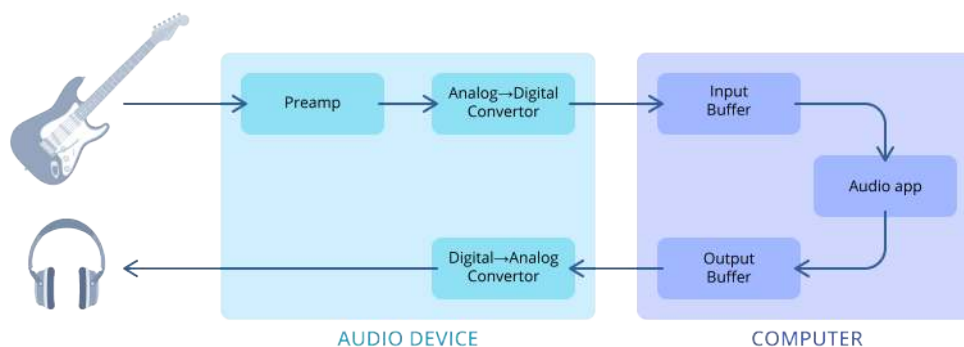 Preamp
Analog→Digital
Convertor
Input
Buffer
Audio app
Digital→Analog
Convertor
Output
Buffer
AUDIO DEVICE
COMPUTER